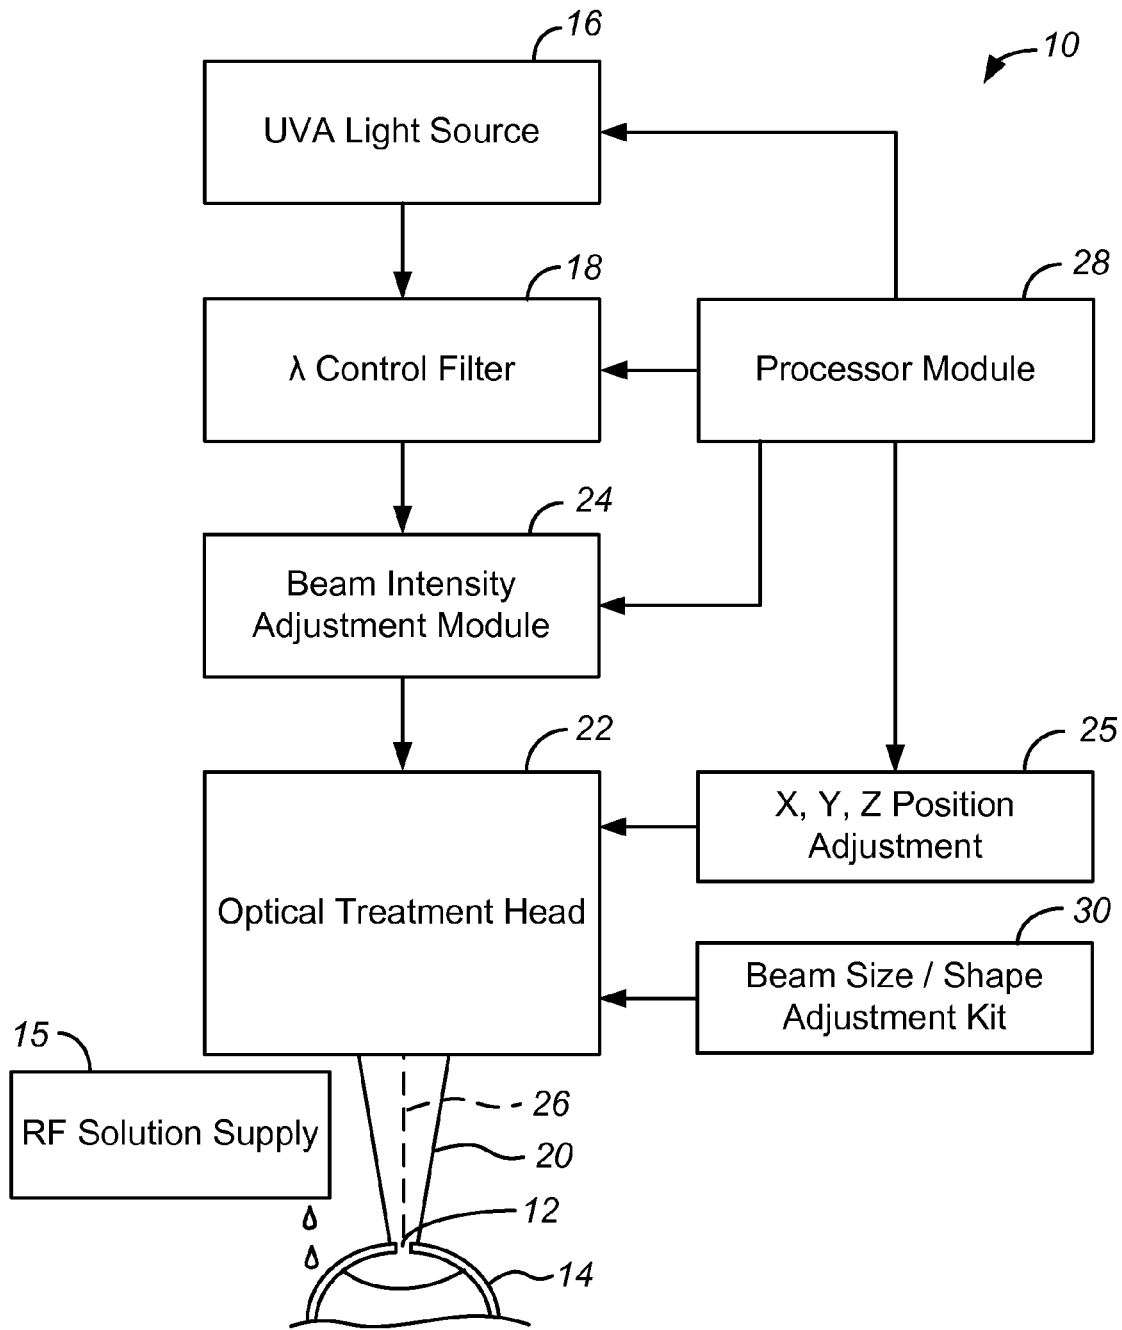 16
10
UVA Light Source
18
28
λ Control Filter
Processor Module
24
Beam Intensity
Adjustment Module
22
25
X, Y, Z Position
Adjustment
Optical Treatment Head
30
Beam Size / Shape
Adjustment Kit
15
RF Solution Supply
26
20
12
14